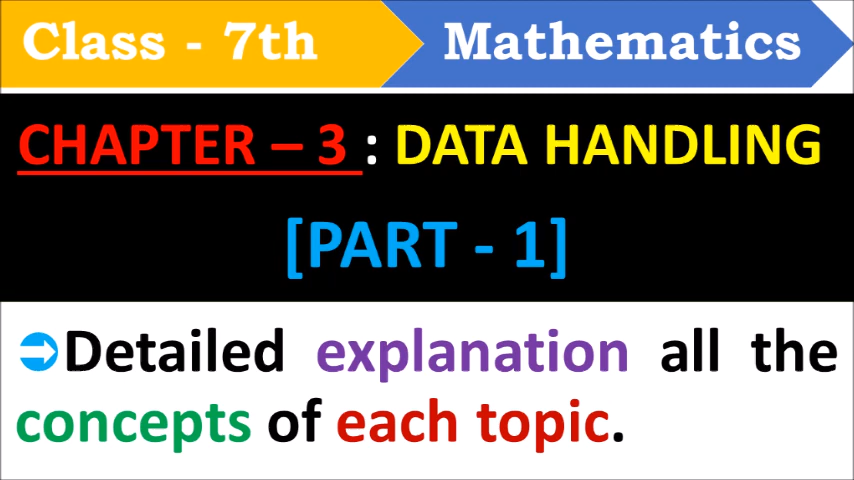 Class - 7th Mathematics
CHAPTER – 3 : DATA HANDLING
[PART - 1]
➲Detailed explanation all the
concepts of each topic.